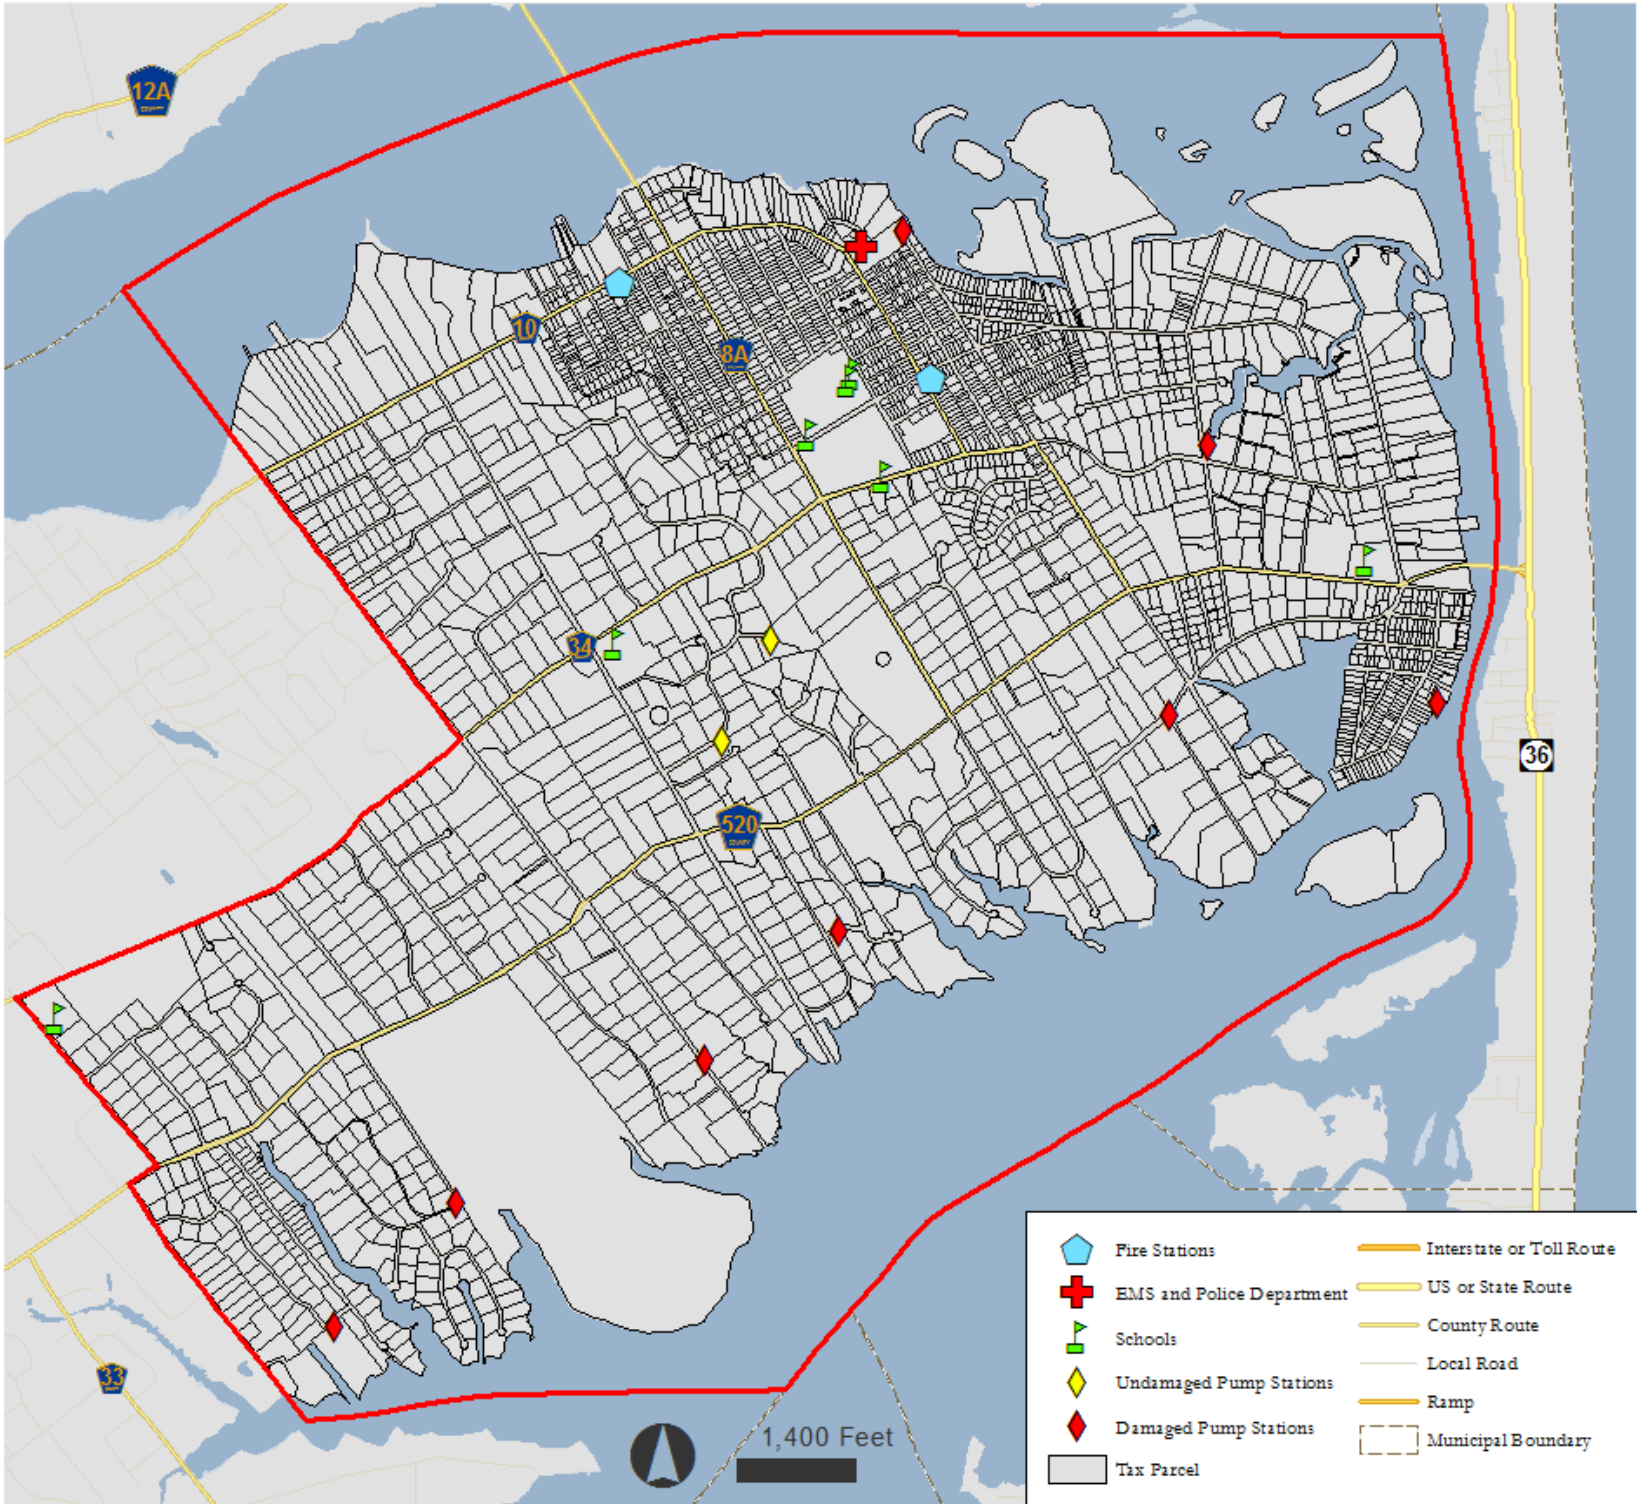 12A
COUNTY
10
8A
34
36
520
COUNTY
33
1,400 Feet
Fire Stations
EMS and Police Department
Schools
Undamaged Pump Stations
Damaged Pump Stations
Tax Parcel
Interstate or Toll Route
US or State Route
County Route
Local Road
Ramp
Municipal Boundary